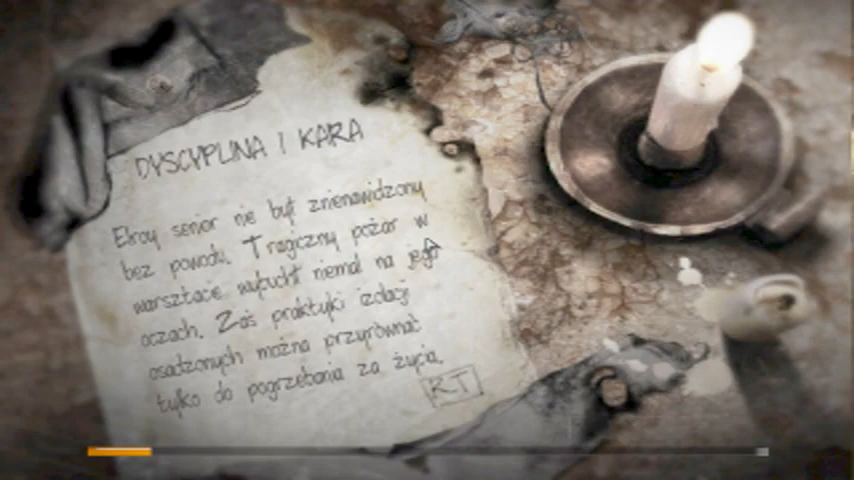 DYSCYPLINA I KARA
Elroy senior nie był znienawidzony
bez powodu. Tragiczny pożar w
warsztacie wybuchł niemal na jego
oczach. Zaś praktyki izolacji
osadzonych można przyrównać
tylko do pogrzebania za życia.
RT